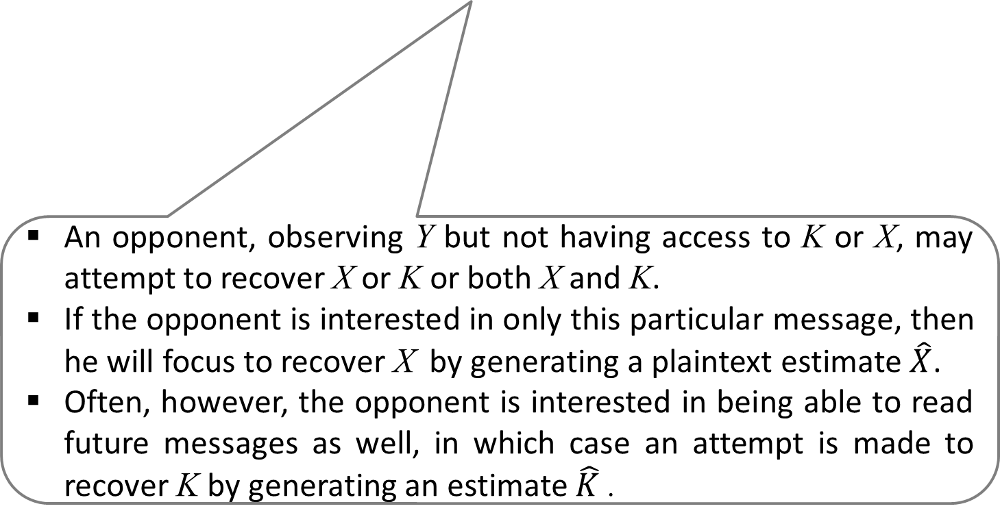 ▪ An opponent, observing Y but not having access to K or X, may
attempt to recover X or K or both X and K.
▪ If the opponent is interested in only this particular message, then
he will focus to recover X by generating a plaintext estimate X̂.
▪ Often, however, the opponent is interested in being able to read
future messages as well, in which case an attempt is made to
recover K by generating an estimate K̂ .